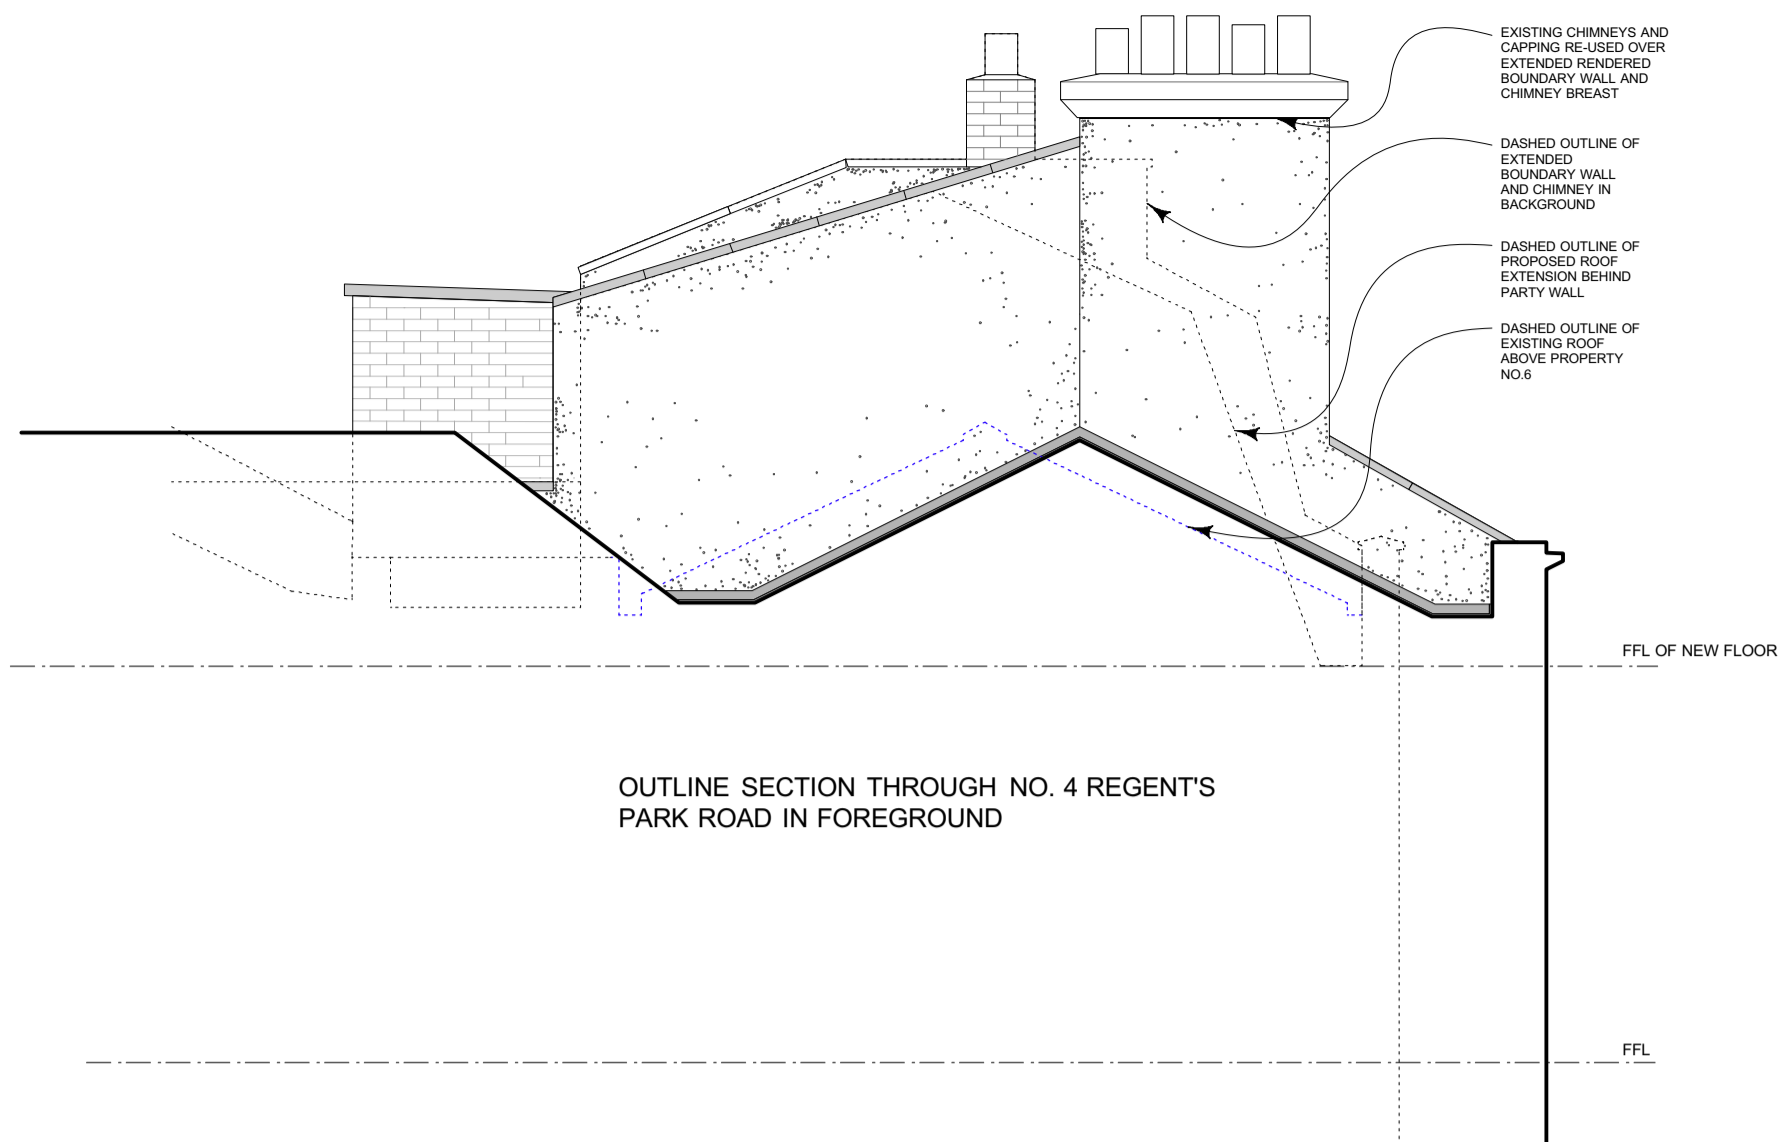 EXISTING CHIMNEYS AND
CAPPING RE-USED OVER
EXTENDED RENDERED
BOUNDARY WALL AND
CHIMNEY BREAST
DASHED OUTLINE OF
EXTENDED
BOUNDARY WALL
AND CHIMNEY IN
BACKGROUND
DASHED OUTLINE OF
PROPOSED ROOF
EXTENSION BEHIND
PARTY WALL
DASHED OUTLINE OF
EXISTING ROOF
ABOVE PROPERTY
NO.6
FFL OF NEW FLOOR
OUTLINE SECTION THROUGH NO. 4 REGENT'S
PARK ROAD IN FOREGROUND
FFL